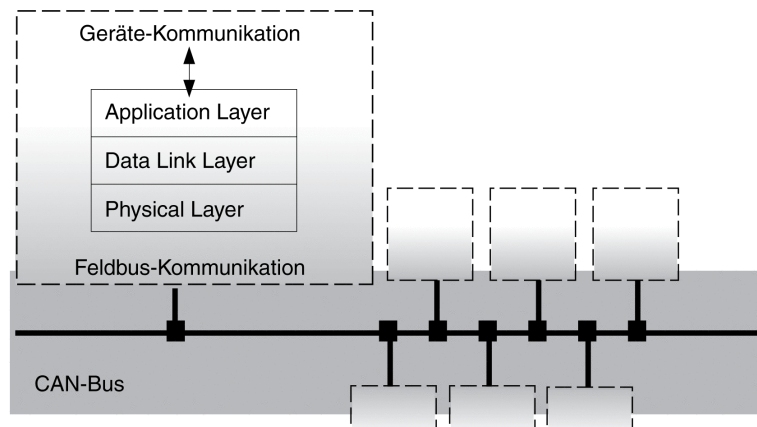 Geräte-Kommunikation
Application Layer
Data Link Layer
Physical Layer
Feldbus-Kommunikation
CAN-Bus